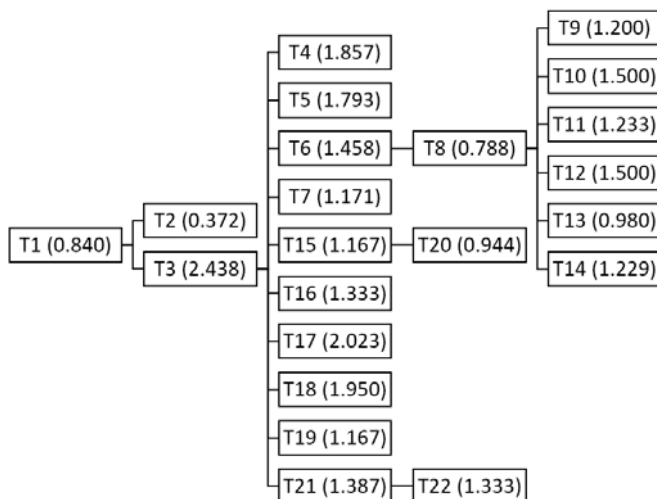 T1 (0.840)
T2 (0.372)
T3 (2.438)
T4 (1.857)
T5 (1.793)
T6 (1.458)
T7 (1.171)
T15 (1.167)
T16 (1.333)
T17 (2.023)
T18 (1.950)
T19 (1.167)
T21 (1.387)
T8 (0.788)
T20 (0.944)
T22 (1.333)
T9 (1.200)
T10 (1.500)
T11 (1.233)
T12 (1.500)
T13 (0.980)
T14 (1.229)